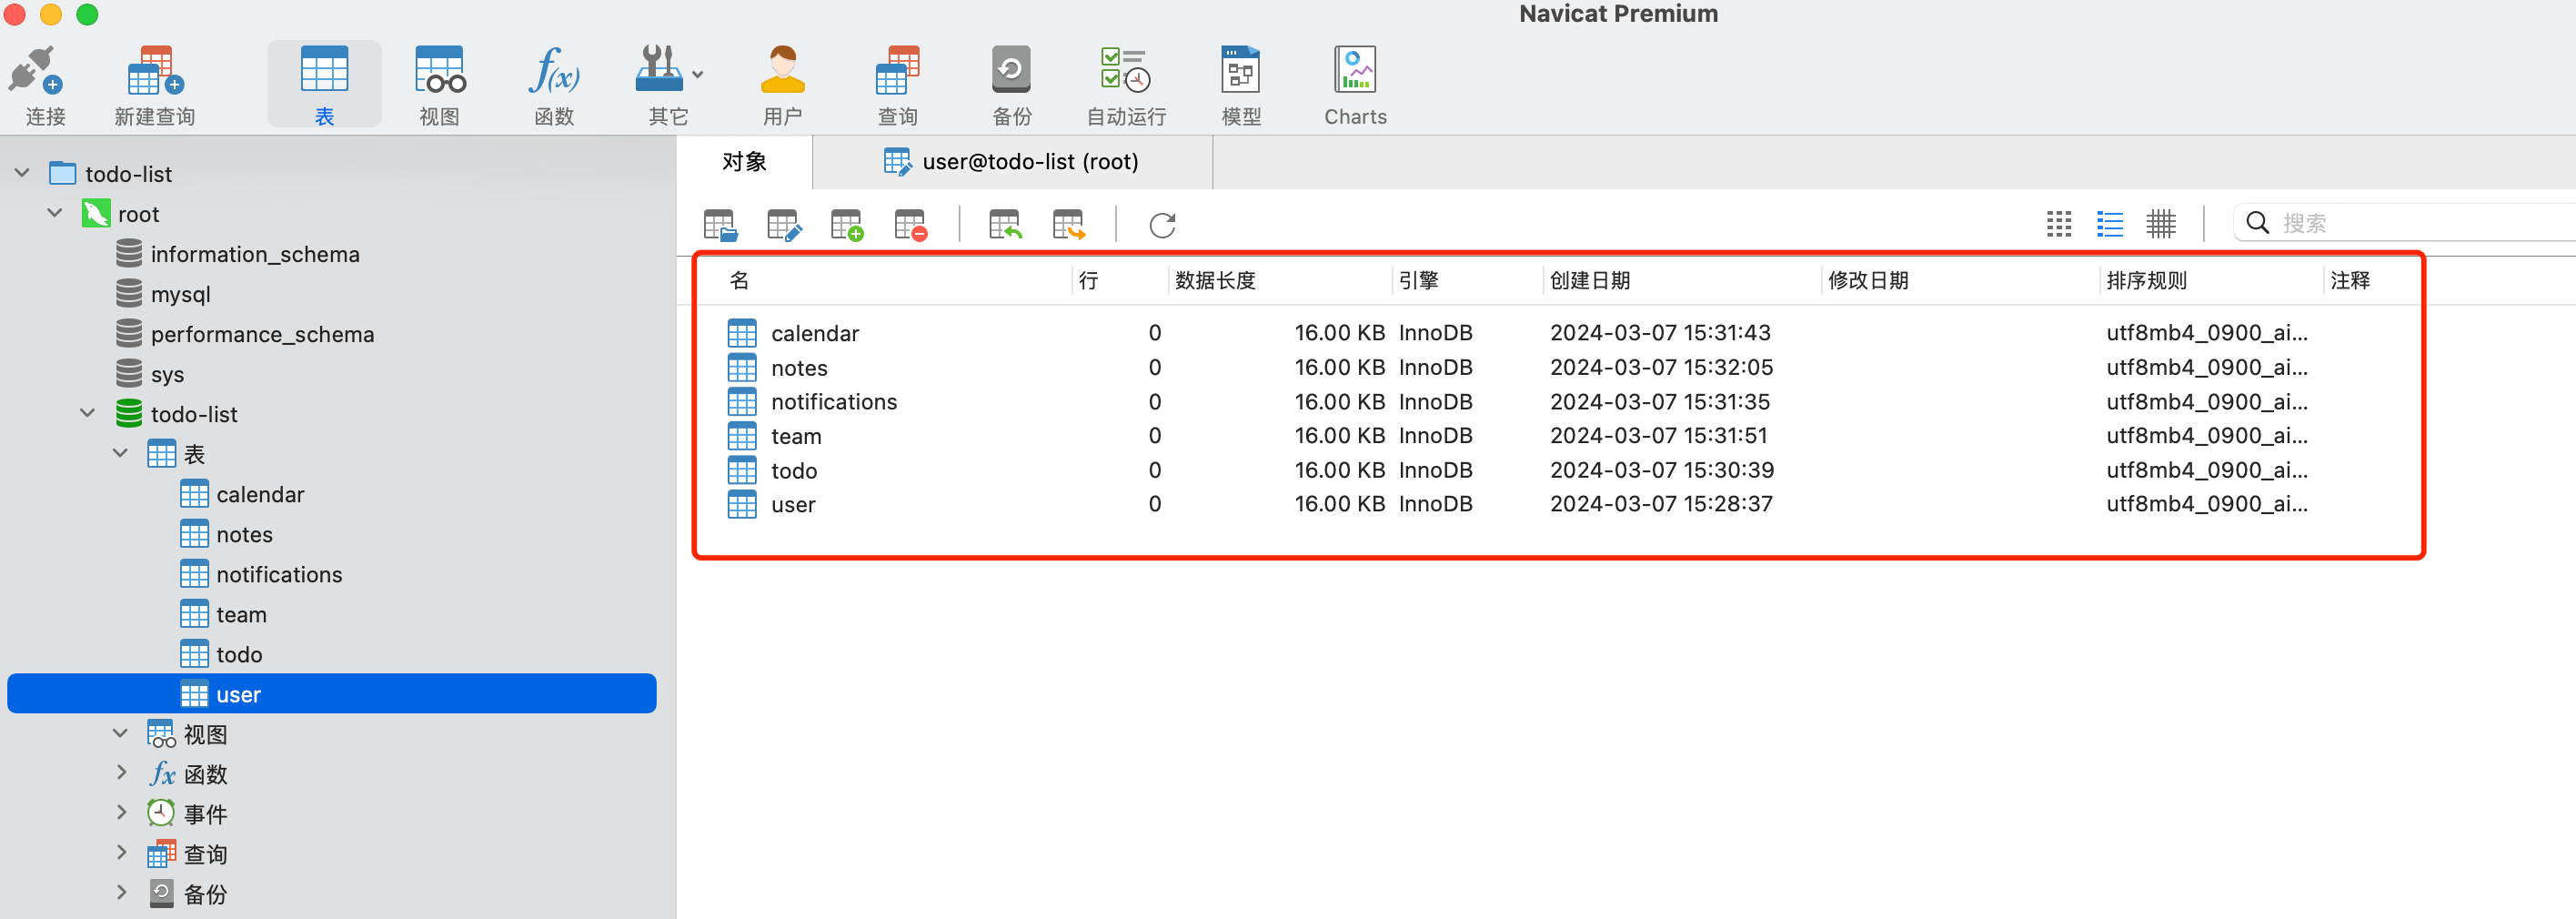 Navicat Premium
连接 新建查询 表 视图 函数 其它 用户 查询 备份 自动运行 模型 Charts
todo-list
root
information_schema
mysql
performance_schema
sys
todo-list
表
calendar
notes
notifications
team
todo
user
视图
函数
事件
查询
备份
对象 user@todo-list (root)
搜索
名 行 数据长度 引擎 创建日期 修改日期 排序规则 注释
calendar 0 16.00 KB InnoDB 2024-03-07 15:31:43 utf8mb4_0900_ai...
notes 0 16.00 KB InnoDB 2024-03-07 15:32:05 utf8mb4_0900_ai...
notifications 0 16.00 KB InnoDB 2024-03-07 15:31:35 utf8mb4_0900_ai...
team 0 16.00 KB InnoDB 2024-03-07 15:31:51 utf8mb4_0900_ai...
todo 0 16.00 KB InnoDB 2024-03-07 15:30:39 utf8mb4_0900_ai...
user 0 16.00 KB InnoDB 2024-03-07 15:28:37 utf8mb4_0900_ai...